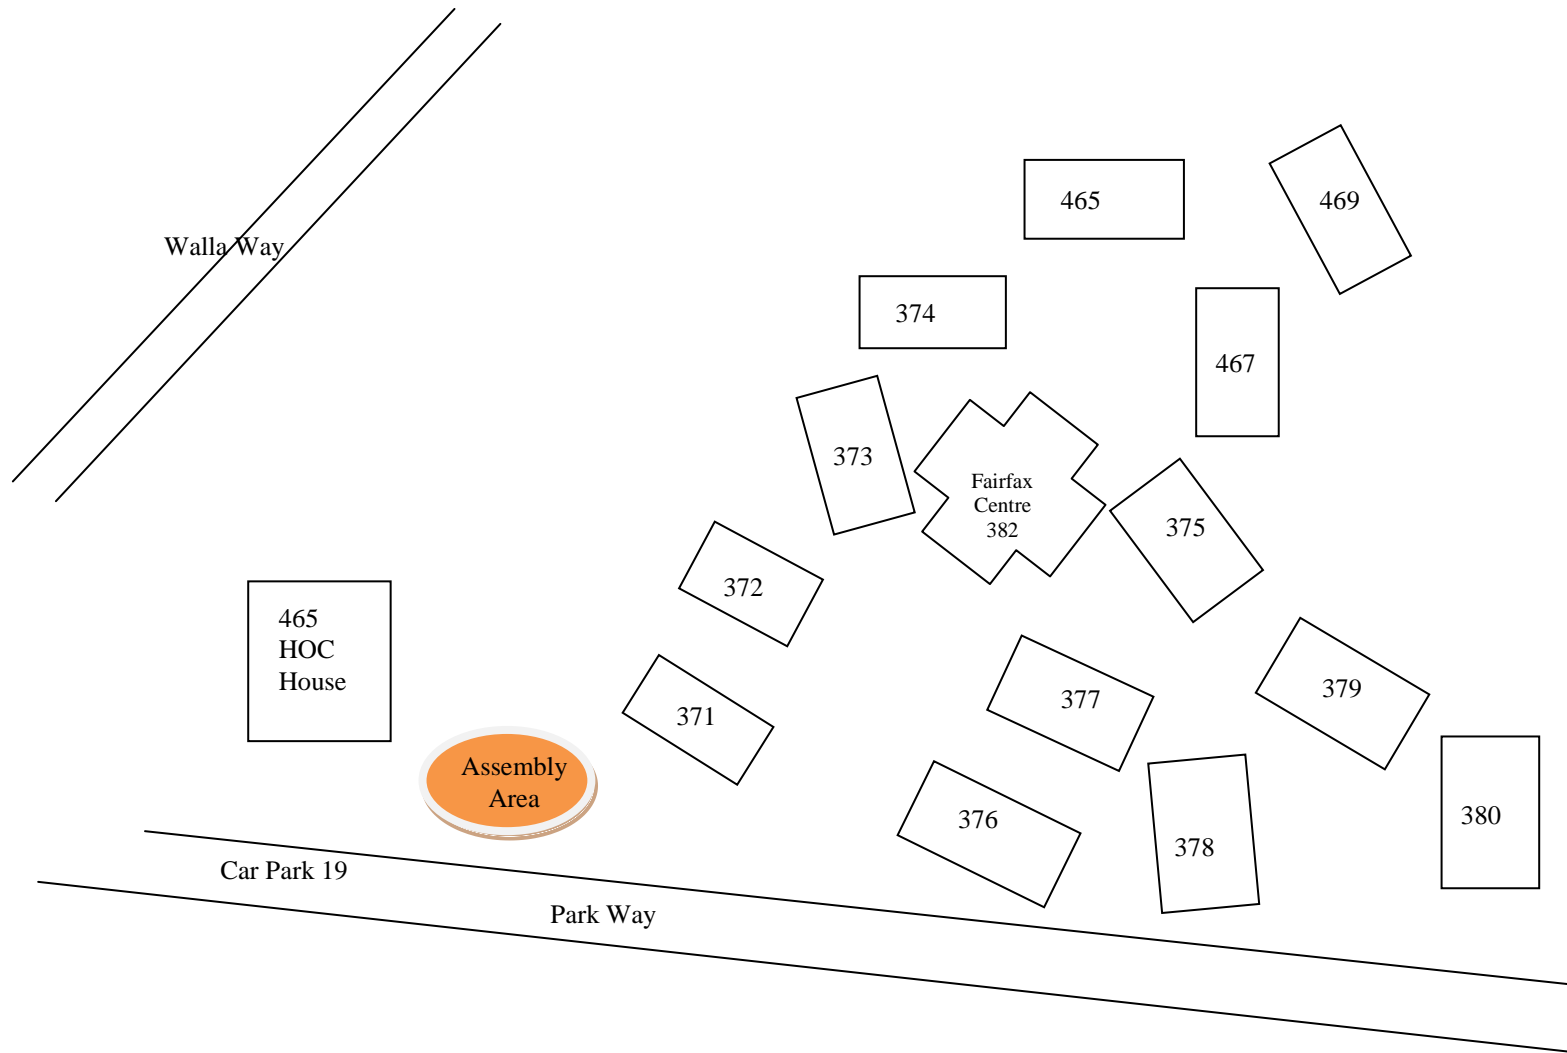 465
469
Walla Way
374
467
373
Fairfax
Centre
382
375
372
465
HOC
House
379
377
371
Assembly
Area
376
380
378
Car Park 19
Park Way